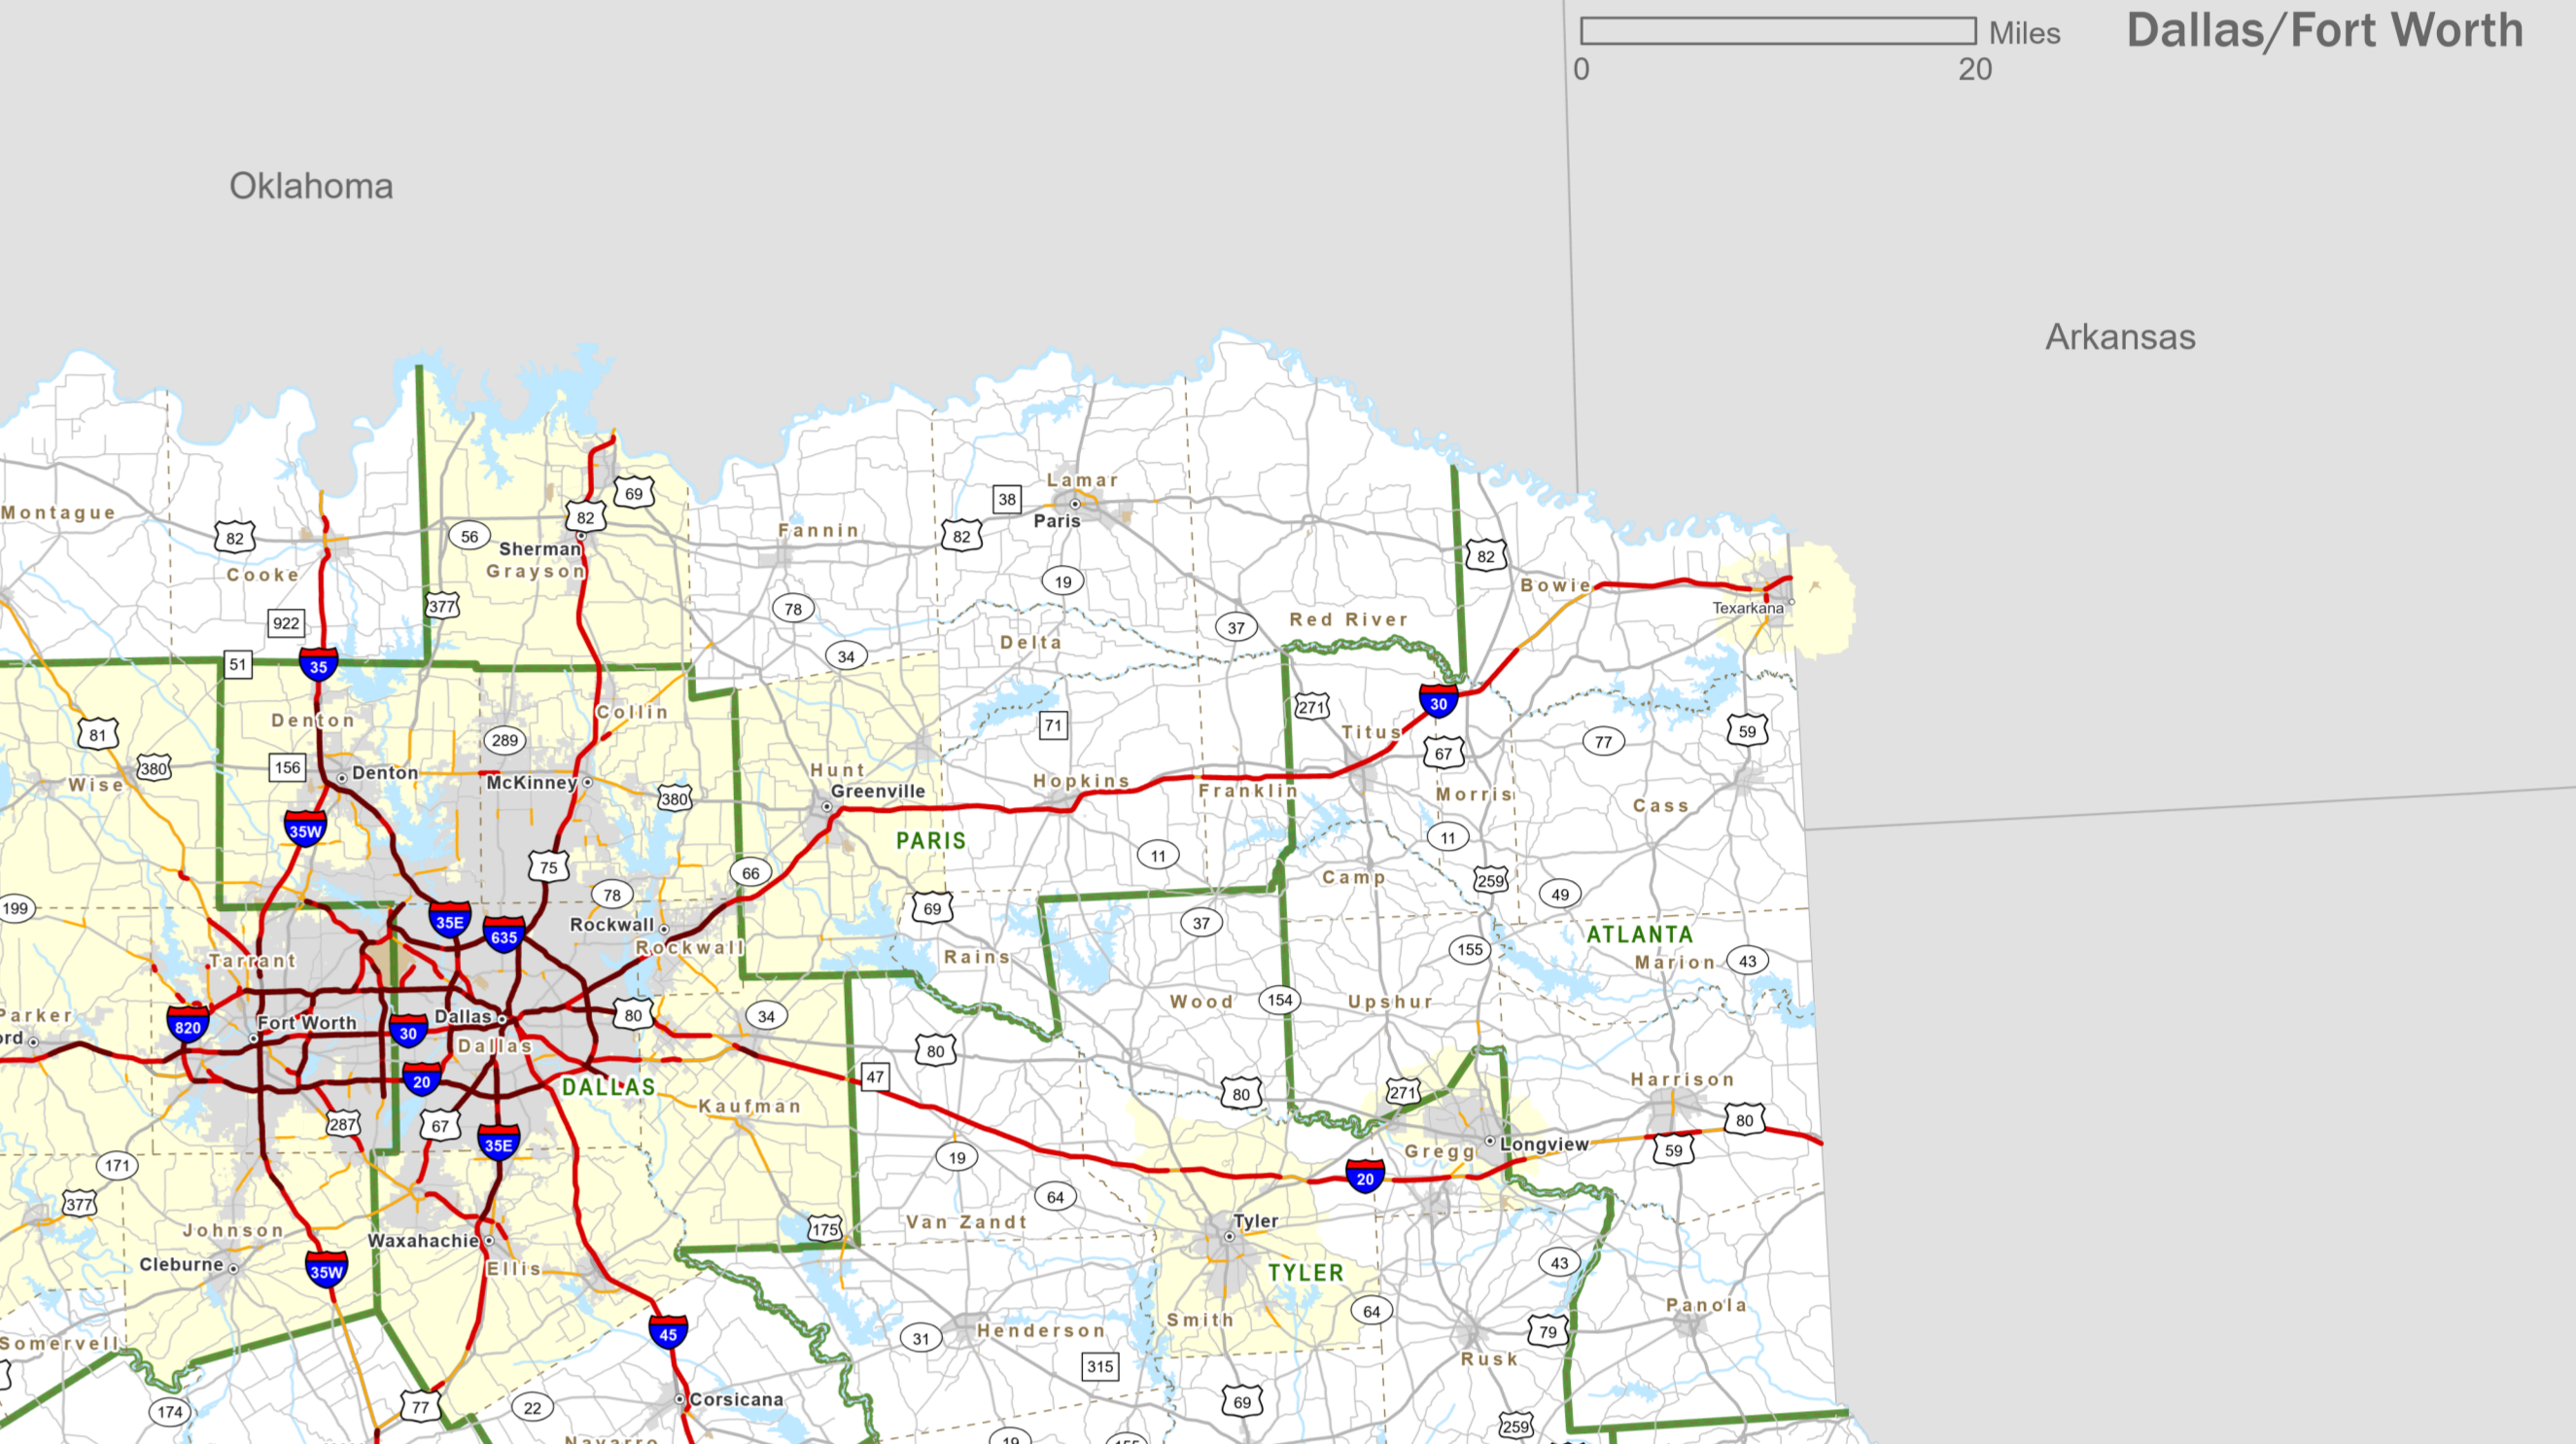 Miles
Dallas/Fort Worth
0
20
Oklahoma
Arkansas
Lamar
69
38
Montague
82
Paris
82
Fannin
82
56
Sherman
Grayson
82
Cooke
19
Bowie
377
78
Texarkana
922
37
Red River
Delta
34
51
35
30
271
Collin
Denton
71
59
81
289
Titus
77
67
380
156
Denton
Hunt
Wise
McKinney
Hopkins
Greenville
Franklin
Morris
380
Cass
35W
PARIS
11
11
75
66
Camp
259
78
49
199
69
35E
37
Rockwall
635
ATLANTA
Rockwall
155
Tarrant
Rains
Marion
43
Wood
154
Upshur
Parker
34
80
820
Fort Worth
Dallas
30
ord
Dallas
80
47
20
Harrison
DALLAS
271
80
Kaufman
80
287
67
35E
Longview
59
Gregg
19
171
20
64
377
Van Zandt
Tyler
175
Johnson
Waxahachie
43
Cleburne
Ellis
35W
TYLER
Panola
64
Smith
45
Henderson
31
79
Somervell
Rusk
315
Corsicana
69
77
22
174
259
Navarro
19
155